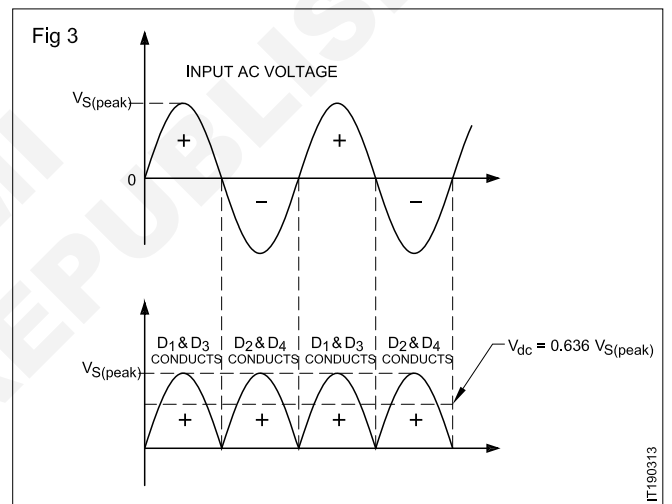 Fig 3
INPUT AC VOLTAGE
VS(peak)
+
+
0
–
–
D1 & D3 CONDUCTS
D2 & D4 CONDUCTS
D1 & D3 CONDUCTS
D2 & D4 CONDUCTS
Vdc = 0.636 VS(peak)
VS(peak)
+
+
+
+
IT190313